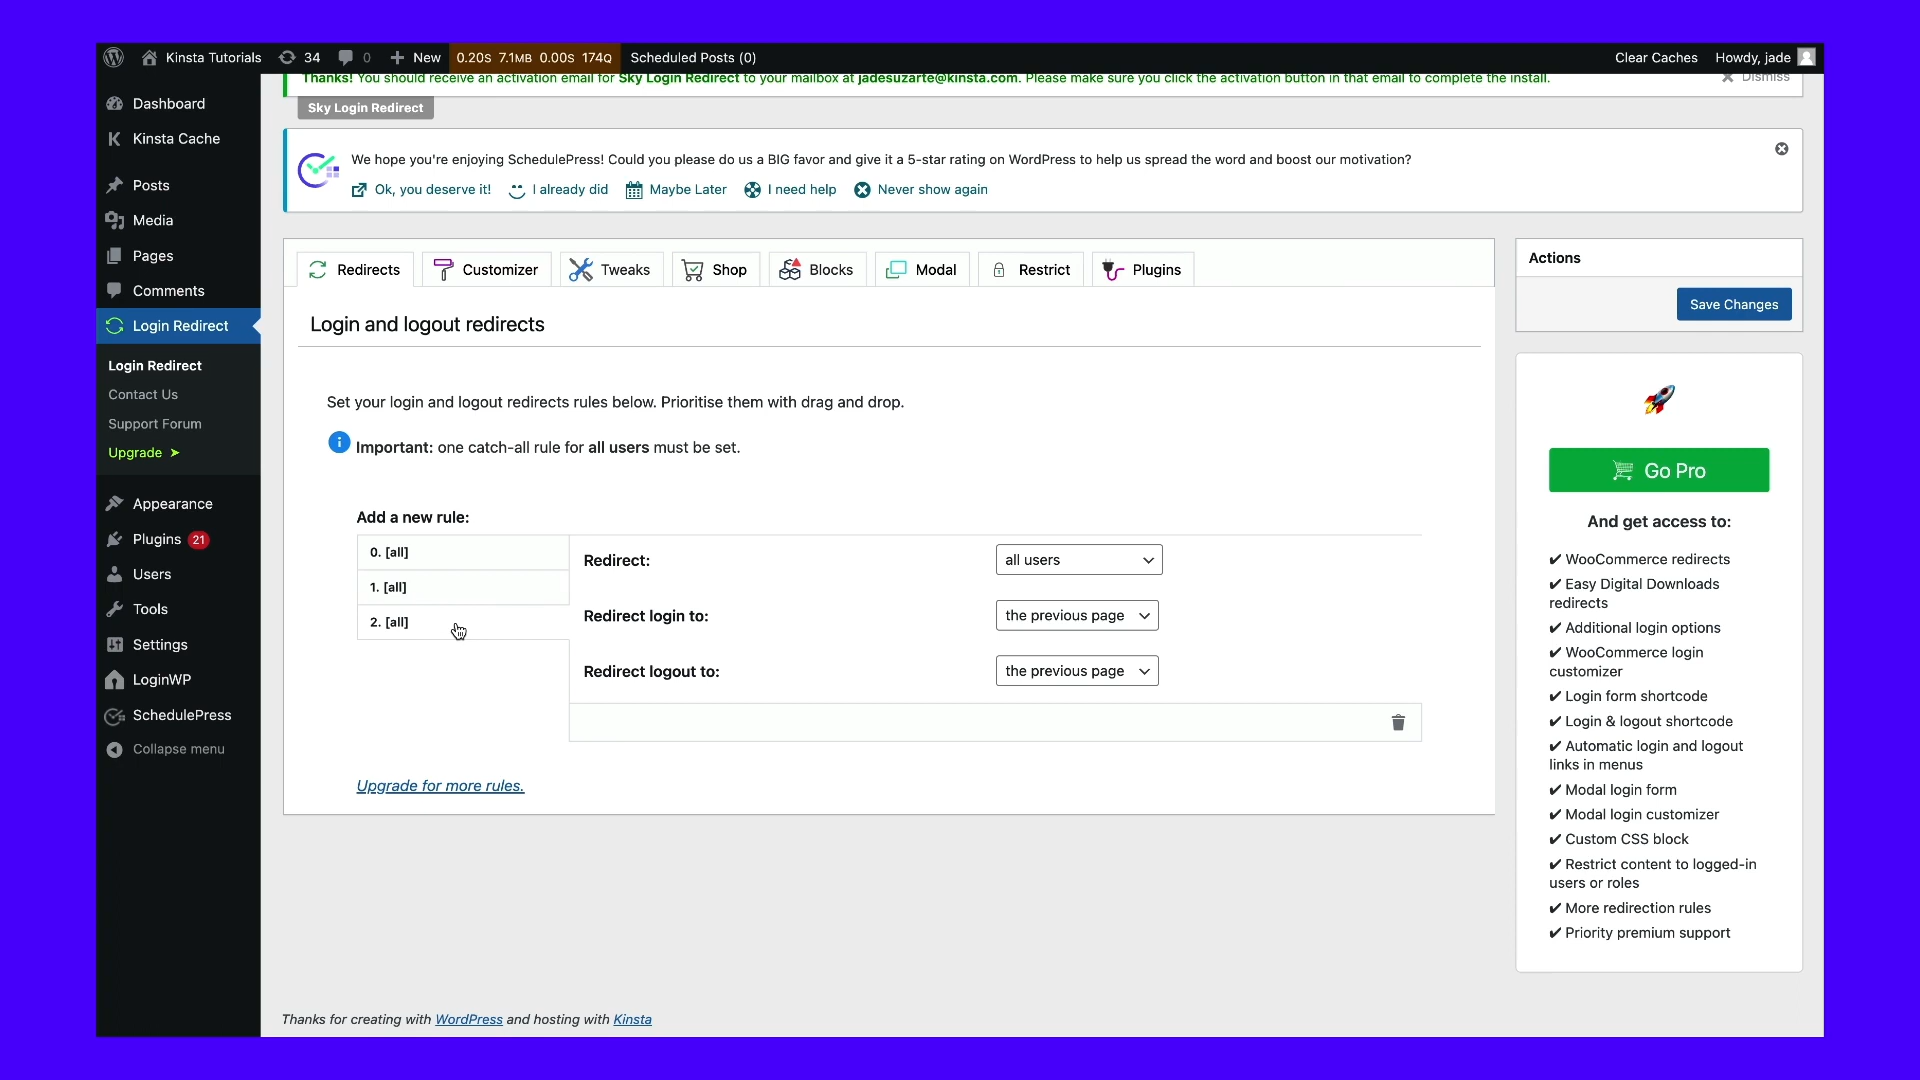 Kinsta Tutorials 34 0 New 0.20s 7.1MB 0.00s 174Q Scheduled Posts (0) Clear Caches Howdy, jade
Thanks! You should receive an activation email for Sky Login Redirect to your mailbox at jadesuzarte@kinsta.com. Please make sure you click the activation button in that email to complete the install. Dismiss
Sky Login Redirect
We hope you're enjoying SchedulePress! Could you please do us a BIG favor and give it a 5-star rating on WordPress to help us spread the word and boost our motivation?
Ok, you deserve it! I already did Maybe Later I need help Never show again
Dashboard
Kinsta Cache
Posts
Media
Pages
Comments
Login Redirect
Login Redirect
Contact Us
Support Forum
Upgrade ➤
Appearance
Plugins 21
Users
Tools
Settings
LoginWP
SchedulePress
Collapse menu
Redirects Customizer Tweaks Shop Blocks Modal Restrict Plugins
Login and logout redirects
Set your login and logout redirects rules below. Prioritise them with drag and drop.
Important: one catch-all rule for all users must be set.
Add a new rule:
0. [all]
1. [all]
2. [all]
Redirect: all users
Redirect login to: the previous page
Redirect logout to: the previous page
Upgrade for more rules.
Actions
Save Changes
Go Pro
And get access to:
✔ WooCommerce redirects
✔ Easy Digital Downloads
redirects
✔ Additional login options
✔ WooCommerce login
customizer
✔ Login form shortcode
✔ Login & logout shortcode
✔ Automatic login and logout
links in menus
✔ Modal login form
✔ Modal login customizer
✔ Custom CSS block
✔ Restrict content to logged-in
users or roles
✔ More redirection rules
✔ Priority premium support
Thanks for creating with WordPress and hosting with Kinsta